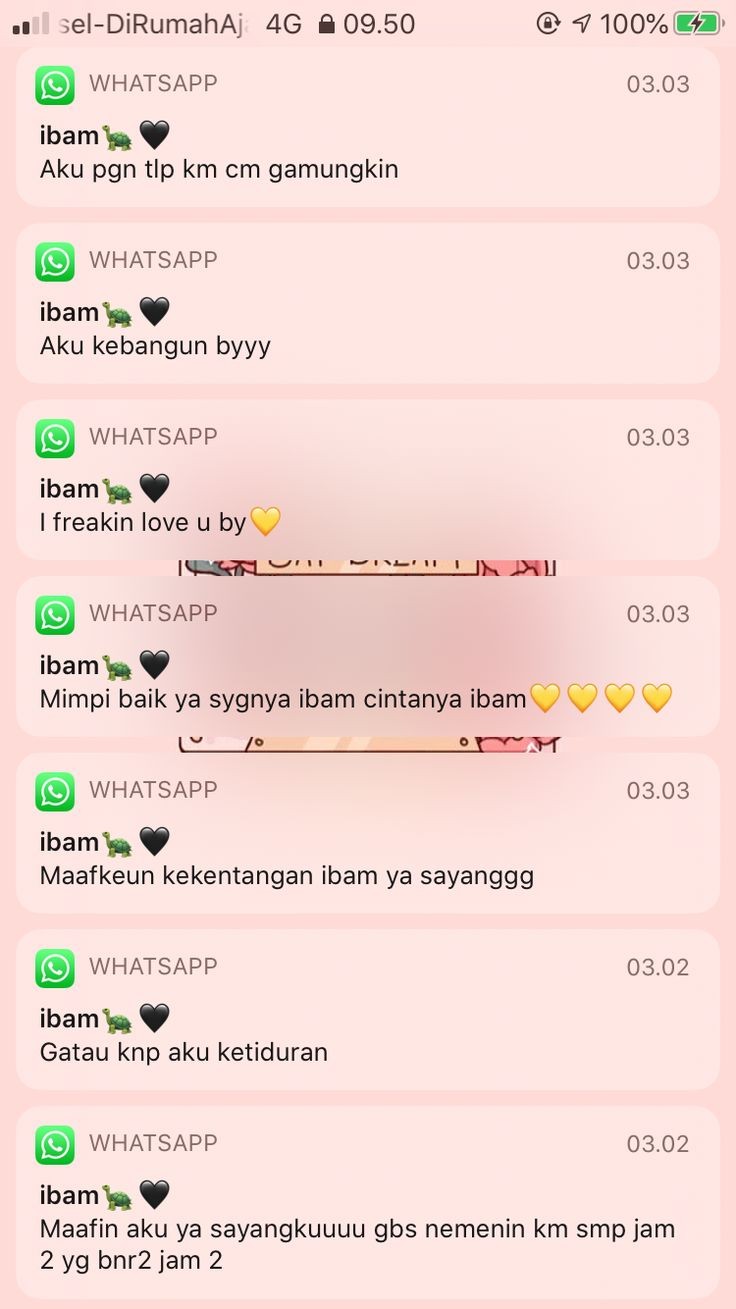 sel-DiRumahAj 4G 09.50 100%
WHATSAPP 03.03
ibam🐢🖤
Aku pgn tlp km cm gamungkin
WHATSAPP 03.03
ibam🐢🖤
Aku kebangun byyy
WHATSAPP 03.03
ibam🐢🖤
I freakin love u by💛
WHATSAPP 03.03
ibam🐢🖤
Mimpi baik ya sygnya ibam cintanya ibam💛💛💛💛
WHATSAPP 03.03
ibam🐢🖤
Maafkeun kekentangan ibam ya sayanggg
WHATSAPP 03.02
ibam🐢🖤
Gatau knp aku ketiduran
WHATSAPP 03.02
ibam🐢🖤
Maafin aku ya sayangkuuuu gbs nemenin km smp jam
2 yg bnr2 jam 2